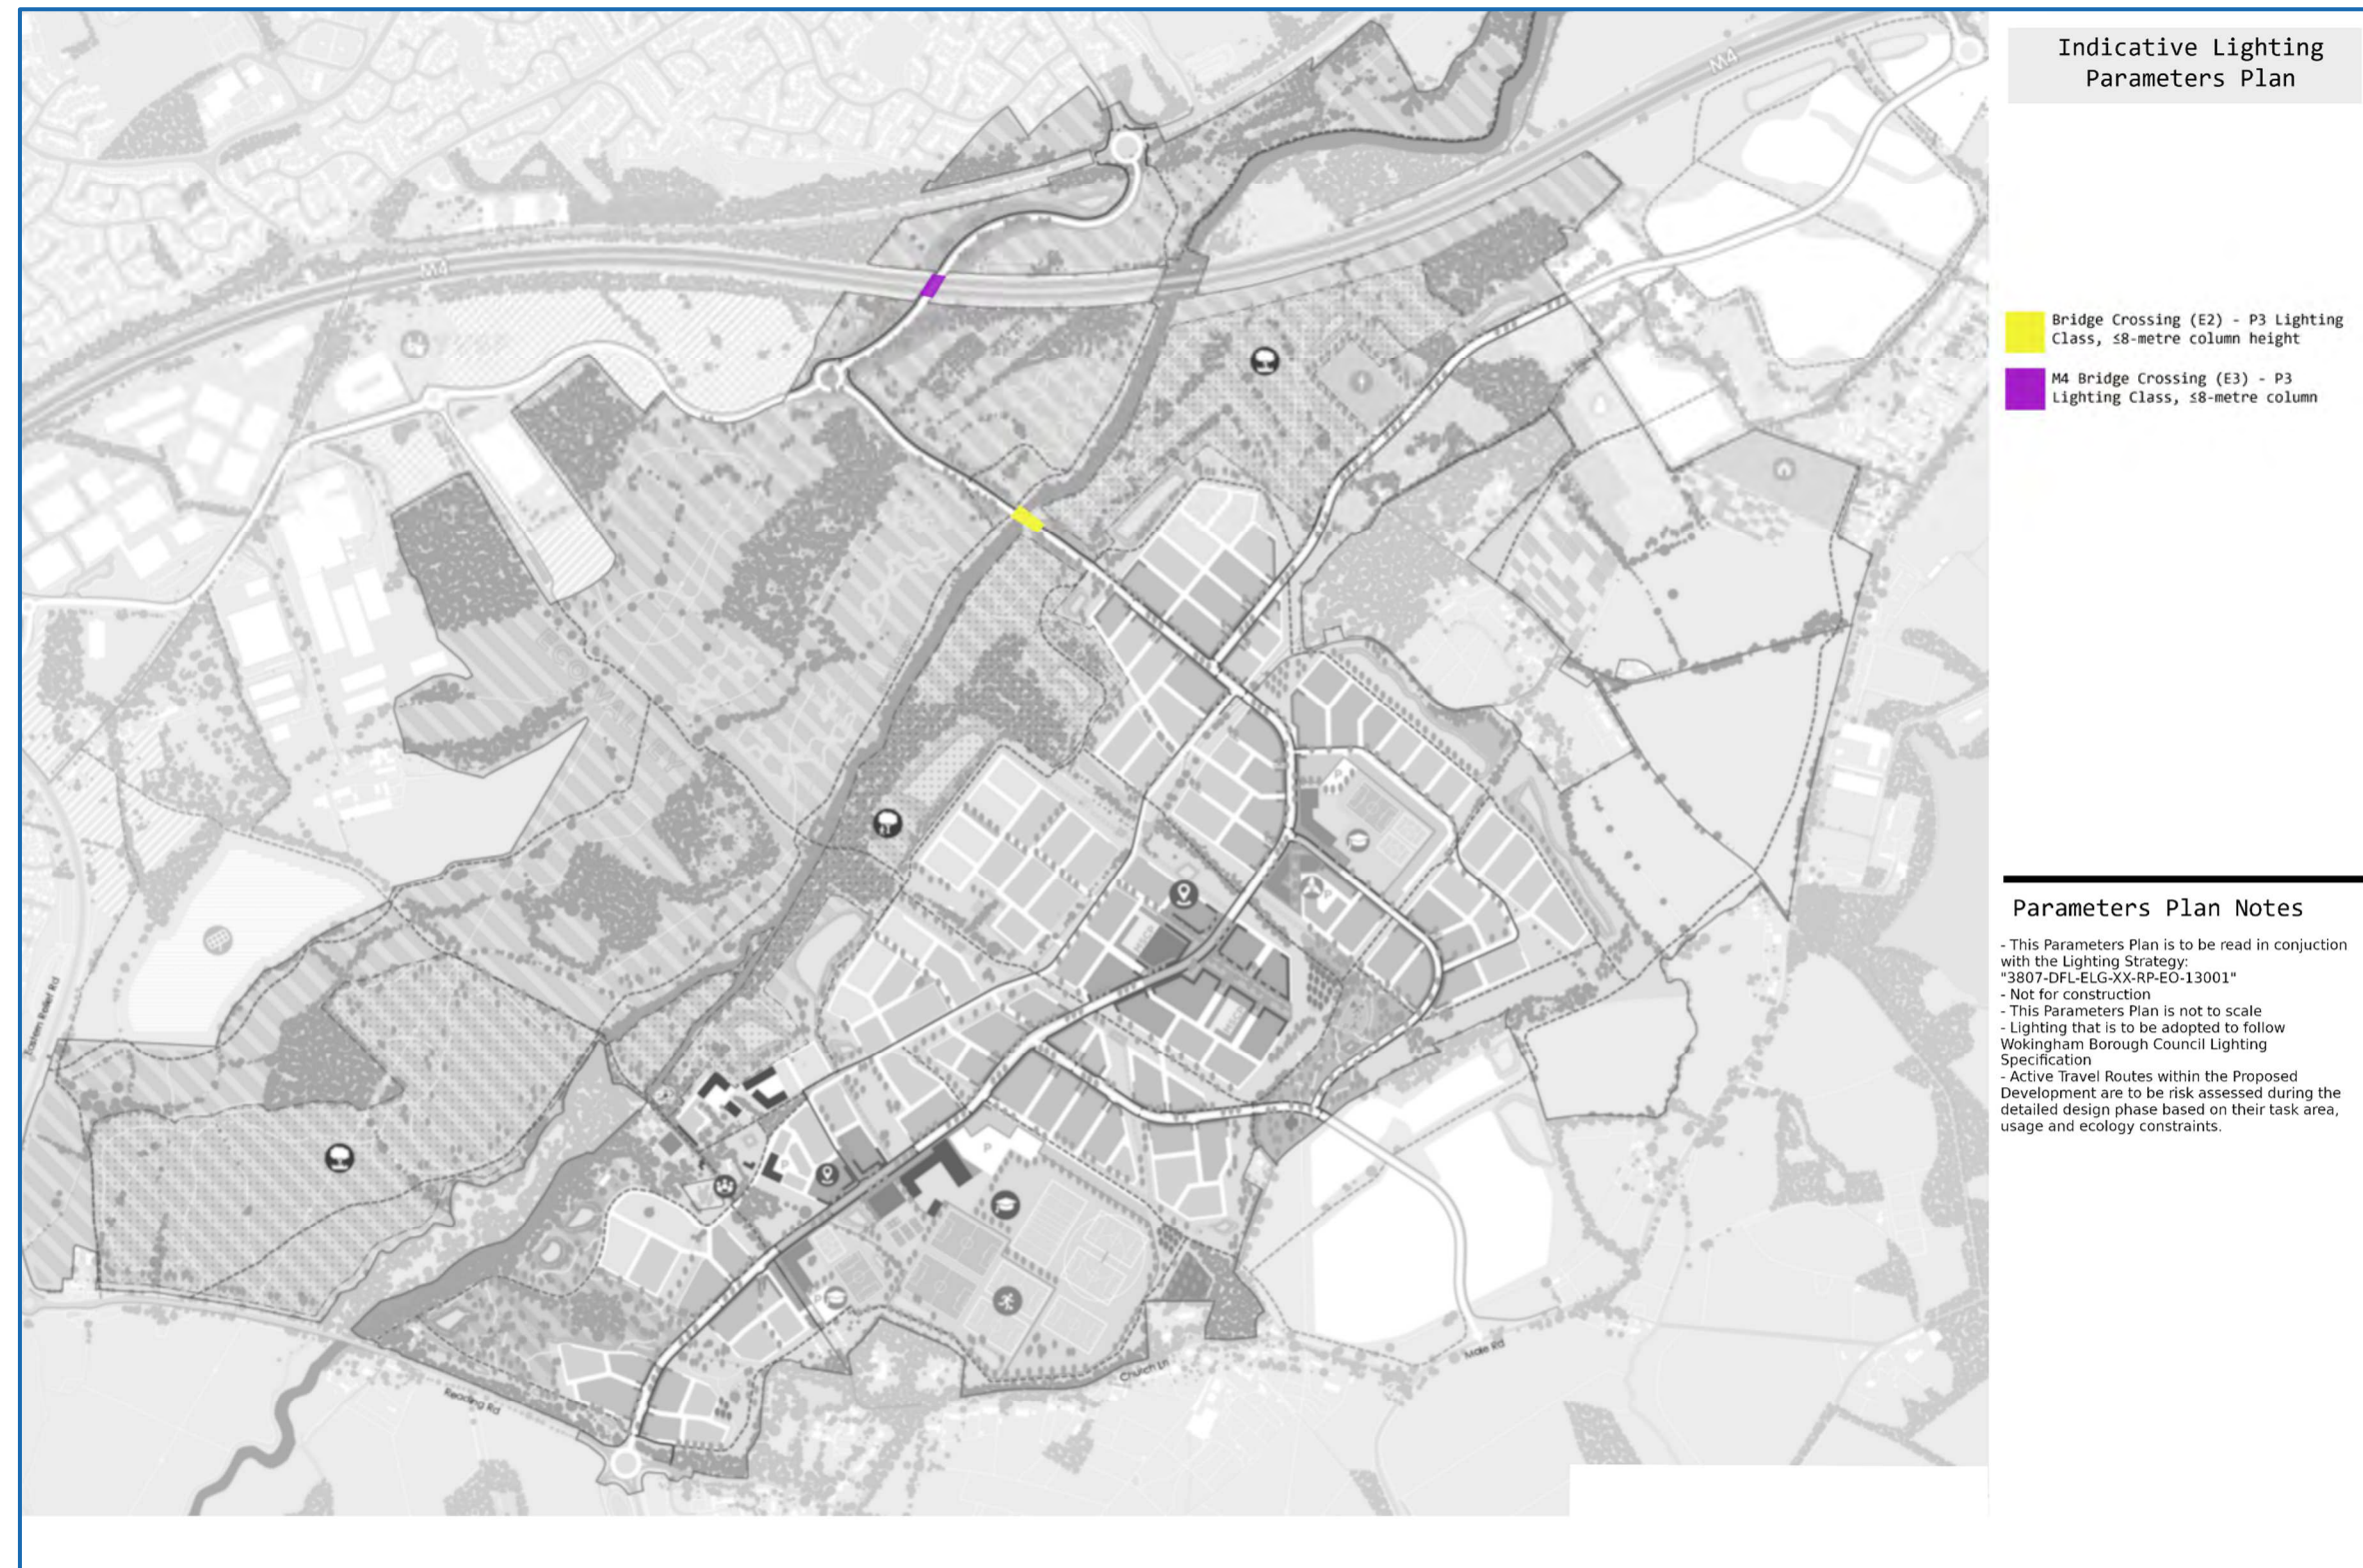 Indicative Lighting
Parameters Plan
M4
M4
Bridge Crossing (E2) - P3 Lighting
Class, ≤8-metre column height
M4 Bridge Crossing (E3) - P3
Lighting Class, ≤8-metre column
Parameters Plan Notes
- This Parameters Plan is to be read in conjuction
with the Lighting Strategy:
"3807-DFL-ELG-XX-RP-EO-13001"
- Not for construction
- This Parameters Plan is not to scale
- Lighting that is to be adopted to follow
Wokingham Borough Council Lighting
Specification
- Active Travel Routes within the Proposed
Development are to be risk assessed during the
detailed design phase based on their task area,
usage and ecology constraints.
P
P
Eastern Relief Rd
Reading Rd
Church Ln
Mole Rd